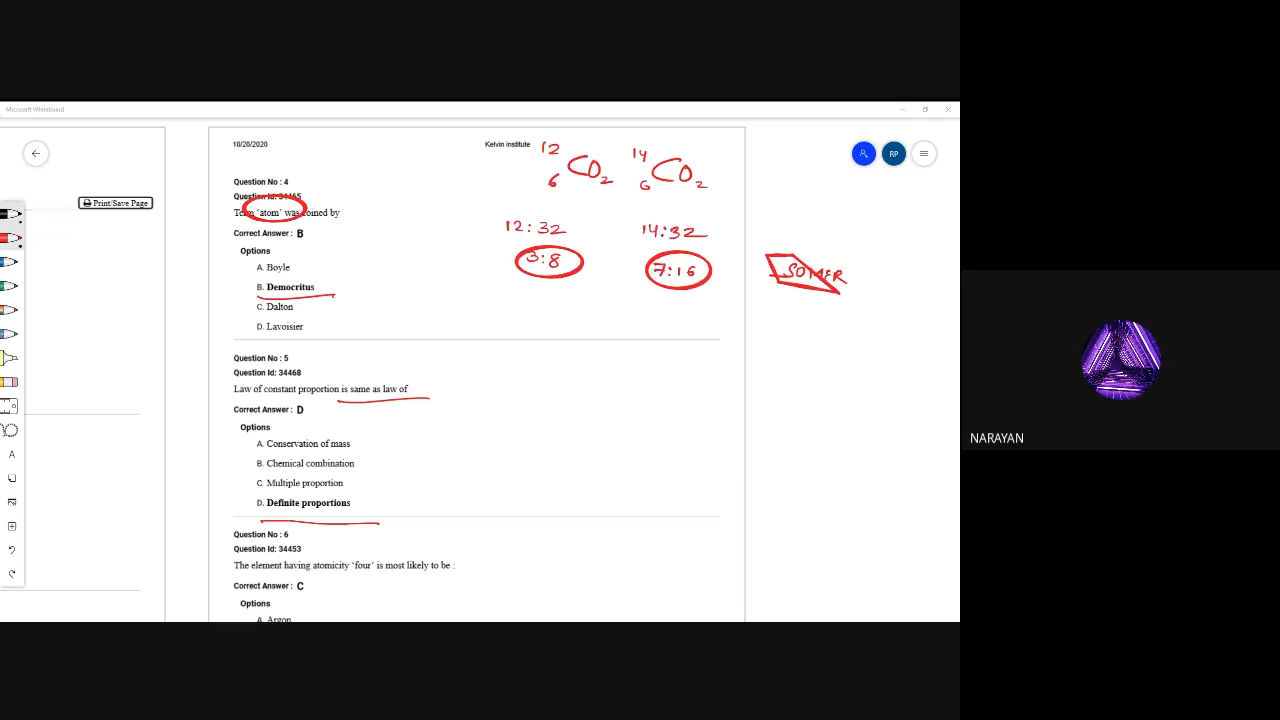 Microsoft Whiteboard
10/28/2020
Kelvin institute
12 6 CO2 14 6 CO2
RP
Question No : 4
Question Id: 34465
Print/Save Page
Term ‘atom’ was coined by
12:32 14:32
Correct Answer : B
Options
3:8 7:16
A. Boyle
B. Democritus
C. Dalton
D. Lavoisier
Question No : 5
Question Id: 34468
Law of constant proportion is same as law of
Correct Answer : D
Options
A. Conservation of mass
B. Chemical combination
C. Multiple proportion
D. Definite proportions
Question No : 6
Question Id: 34453
The element having atomicity ‘four’ is most likely to be :
Correct Answer : C
Options
A. Argon
A
NARAYAN